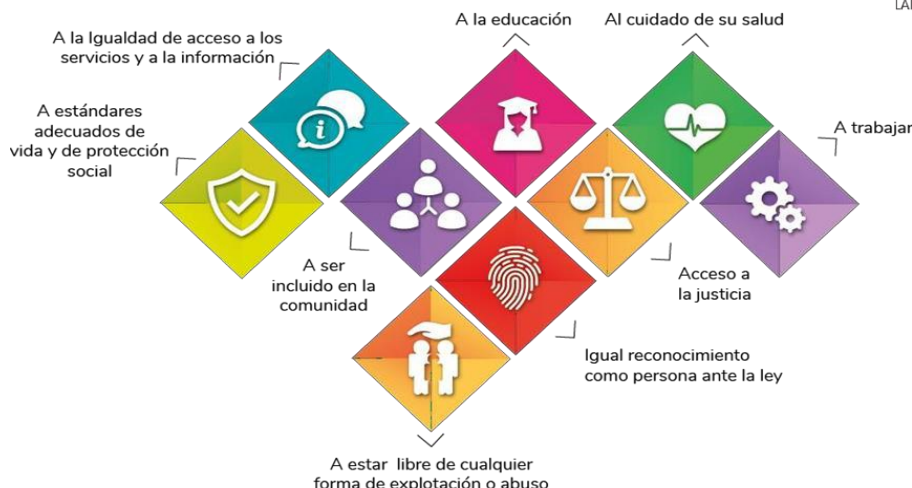 A la educación
Al cuidado de su salud
A la Igualdad de acceso a los
servicios y a la información
A estándares
adecuados de
vida y de protección
social
A trabajar
A ser
incluido en la
comunidad
Acceso a
la justicia
Igual reconocimiento
como persona ante la ley
A estar libre de cualquier
forma de explotación o abuso